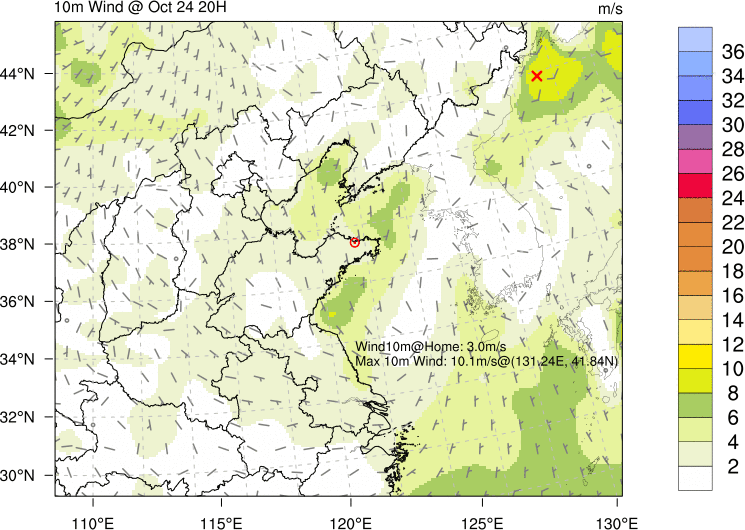 10m Wind @ Oct 24 20H
m/s
44°N
42°N
40°N
38°N
36°N
34°N
32°N
30°N
110°E
115°E
120°E
125°E
130°E
Wind10m@Home: 3.0m/s
Max 10m Wind: 10.1m/s@(131.24E, 41.84N)
36
34
32
30
28
26
24
22
20
18
16
14
12
10
8
6
4
2